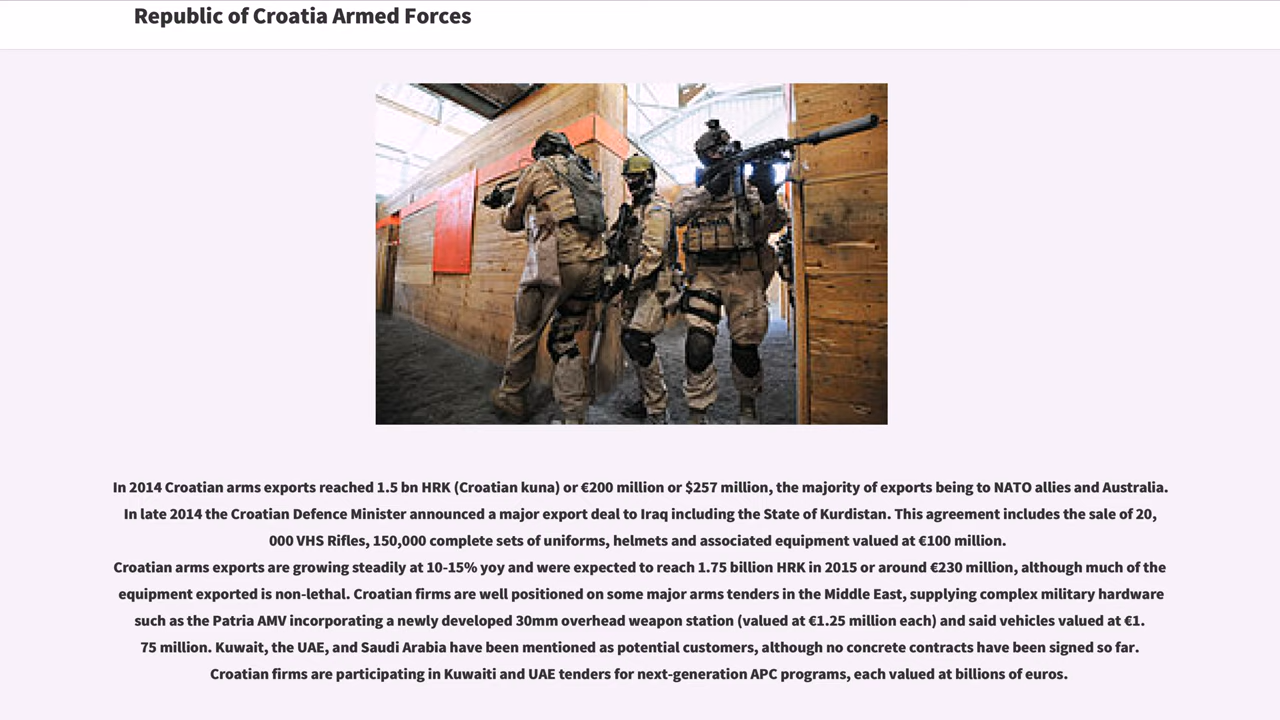 Republic of Croatia Armed Forces
In 2014 Croatian arms exports reached 1.5 bn HRK (Croatian kuna) or €200 million or $257 million, the majority of exports being to NATO allies and Australia.
In late 2014 the Croatian Defence Minister announced a major export deal to Iraq including the State of Kurdistan. This agreement includes the sale of 20,
000 VHS Rifles, 150,000 complete sets of uniforms, helmets and associated equipment valued at €100 million.
Croatian arms exports are growing steadily at 10-15% yoy and were expected to reach 1.75 billion HRK in 2015 or around €230 million, although much of the
equipment exported is non-lethal. Croatian firms are well positioned on some major arms tenders in the Middle East, supplying complex military hardware
such as the Patria AMV incorporating a newly developed 30mm overhead weapon station (valued at €1.25 million each) and said vehicles valued at €1.
75 million. Kuwait, the UAE, and Saudi Arabia have been mentioned as potential customers, although no concrete contracts have been signed so far.
Croatian firms are participating in Kuwaiti and UAE tenders for next-generation APC programs, each valued at billions of euros.